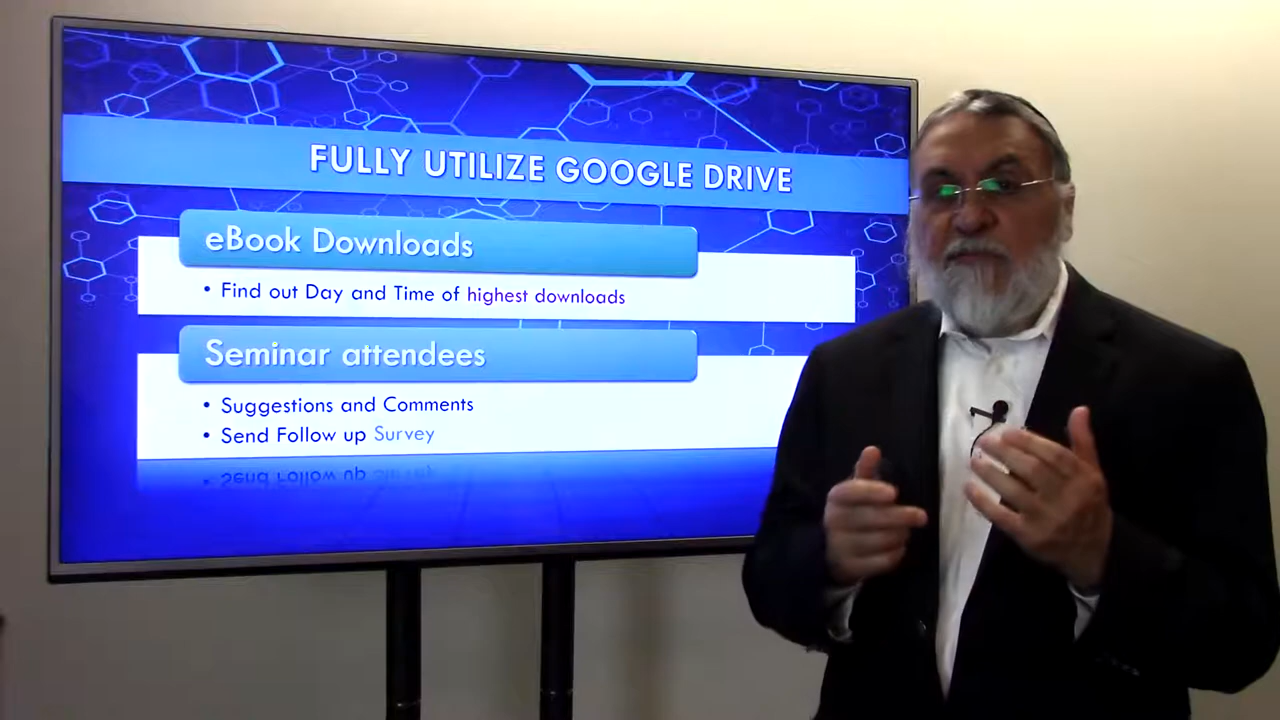 FULLY UTILIZE GOOGLE DRIVE
eBook Downloads
• Find out Day and Time of highest downloads
Seminar attendees
• Suggestions and Comments
• Send Follow up Survey